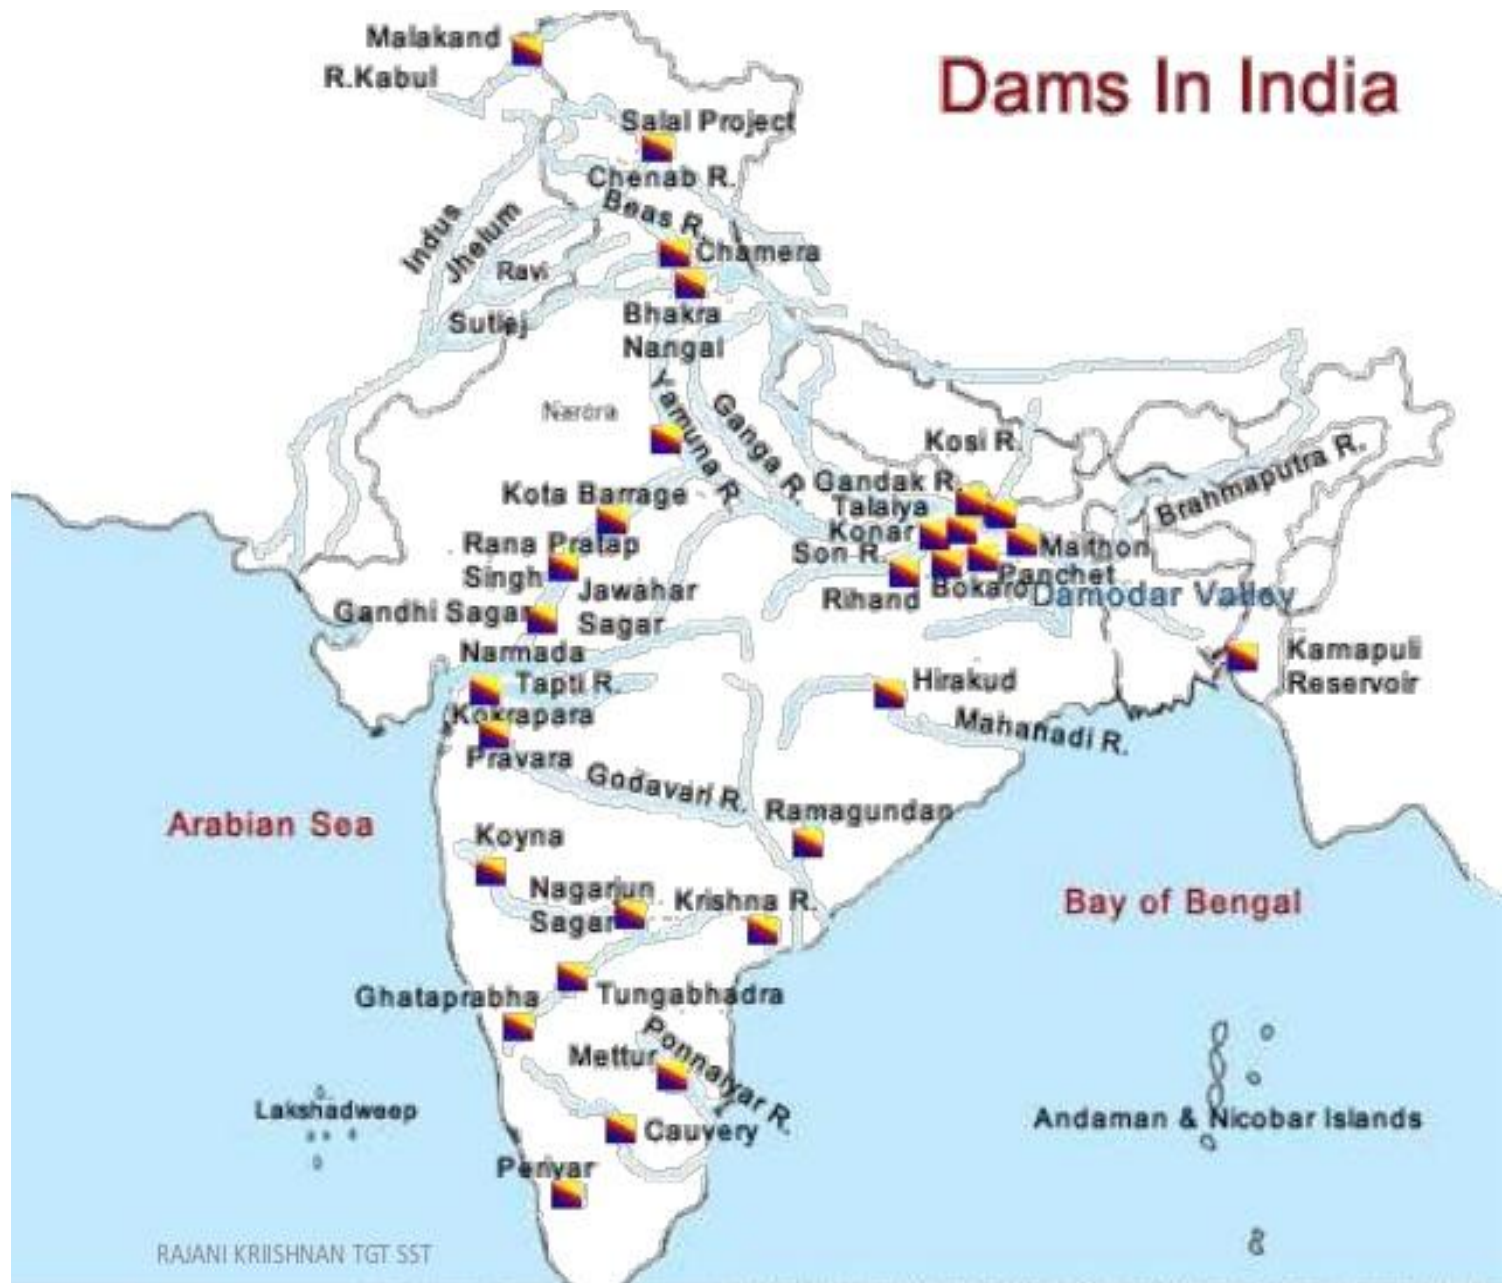 Malakand
Dams In India
R.Kabul
Salal Project
Chenab R.
Beas R.
Indus
Jhelum
Chamera
Ravi
Bhakra
Nangal
Sutlej
Narora
Yamuna R.
Ganga R.
Kosi R.
Brahmaputra R.
Gandak R.
Kota Barrage
Talaiya
Konar
Rana Pratap
Singh
Son R.
Maithon
Panchet
Jawahar
Sagar
Rihand
Bokaro
Damodar Valley
Gandhi Sagar
Narmada
Kamapuli
Reservoir
Tapti R.
Hirakud
Kokrapara
Mahanadi R.
Pravara
Godavari R.
Ramagundan
Arabian Sea
Koyna
Nagarjun
Sagar
Krishna R.
Bay of Bengal
Ghataprabha
Tungabhadra
Mettur
Ponnaiyar R.
Lakshadweep
Cauvery
Andaman & Nicobar Islands
Periyar
RAJANI KRIISHNAN TGT SST